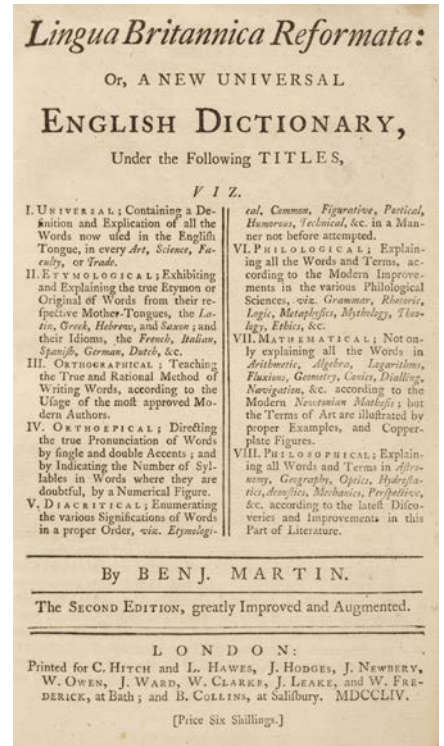 Lingua Britannica Reformata:
Or, A NEW UNIVERSAL
ENGLISH DICTIONARY,
Under the Following TITLES,
VIZ.
I. UNIVERSAL; Containing a De-
finition and Explication of all the
Words now used in the English
Tongue, in every Art, Science, Fa-
culty, or Trade.
II. ETYMOLOGICAL; Exhibiting
and Explaining the true Etymon or
Original of Words from their re-
spective Mother-Tongues, the La-
tin, Greek, Hebrew, and Saxon; and
their Idioms, the French, Italian,
Spanish, German, Dutch, &c.
III. ORTHOGRAPHICAL; Teaching
the True and Rational Method of
Writing Words, according to the
Usage of the most approved Mo-
dern Authors.
IV. ORTHOEPICAL; Directing
the true Pronunciation of Words
by single and double Accents; and
by Indicating the Number of Syl-
lables in Words where they are
doubtful, by a Numerical Figure.
V. DIACRITICAL; Enumerating
the various Significations of Words
in a proper Order, viz. Etymologi-
cal, Common, Figurative, Poetical,
Humorous, Technical, &c. in a Man-
ner not before attempted.
VI. PHILOLOGICAL; Explain-
ing all the Words and Terms, ac-
cording to the Modern Improve-
ments in the various Philological
Sciences, viz. Grammar, Rhetoric,
Logic, Metaphysics, Mythology, Theo-
logy, Ethics, &c.
VII. MATHEMATICAL; Not on-
ly explaining all the Words in
Arithmetic, Algebra, Logarithms,
Fluxions, Geometry, Conics, Dialling,
Navigation, &c. according to the
Modern Newtonian Mathesis; but
the Terms of Art are illustrated by
proper Examples, and Copper-
plate Figures.
VIII. PHILOSOPHICAL; Explain-
ing all Words and Terms in Astro-
nomy, Geography, Optics, Hydrosta-
tics, Acoustics, Mechanics, Perspective,
&c. according to the latest Disco-
veries and Improvements in this
Part of Literature.
By BENJ. MARTIN.
The SECOND EDITION, greatly Improved and Augmented.
LONDON:
Printed for C. HITCH and L. HAWES, J. HODGES, J. NEWBERY,
W. OWEN, J. WARD, W. CLARKE, J. LEAKE, and W. FRE-
DERICK, at Bath; and B. COLLINS, at Salisbury. MDCCLIV.
[Price Six Shillings.]